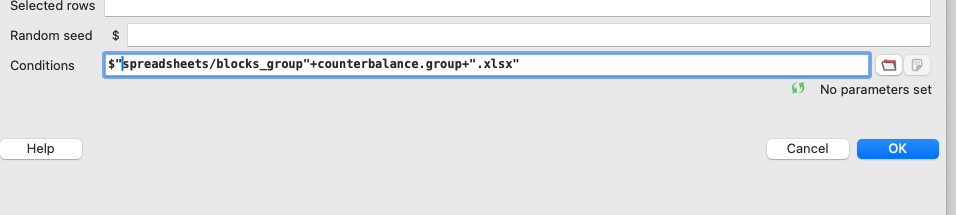 Selected rows
Random seed $
Conditions $"spreadsheets/blocks_group"+counterbalance.group+".xlsx"
No parameters set
Help Cancel OK